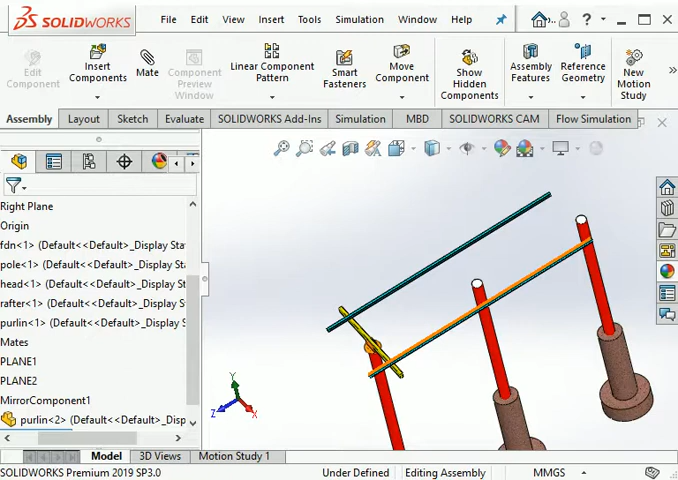 SOLIDWORKS File Edit View Insert Tools Simulation Window Help ?
Edit Component
Insert Components
Mate
Component Preview Window
Linear Component Pattern
Smart Fasteners
Move Component
Show Hidden Components
Assembly Features
Reference Geometry
New Motion Study
Assembly Layout Sketch Evaluate SOLIDWORKS Add-Ins Simulation MBD SOLIDWORKS CAM Flow Simulation
Right Plane
Origin
fdn<1> (Default<<Default>_Display Sta
pole<1> (Default<<Default>_Display St
head<1> (Default<<Default>_Display S
rafter<1> (Default<<Default>_Display S
purlin<1> (Default<<Default>_Display
Mates
PLANE1
PLANE2
MirrorComponent1
purlin<2> (Default<<Default>_Disp
Y
Z
X
Model 3D Views Motion Study 1
SOLIDWORKS Premium 2019 SP3.0 Under Defined Editing Assembly MMGS